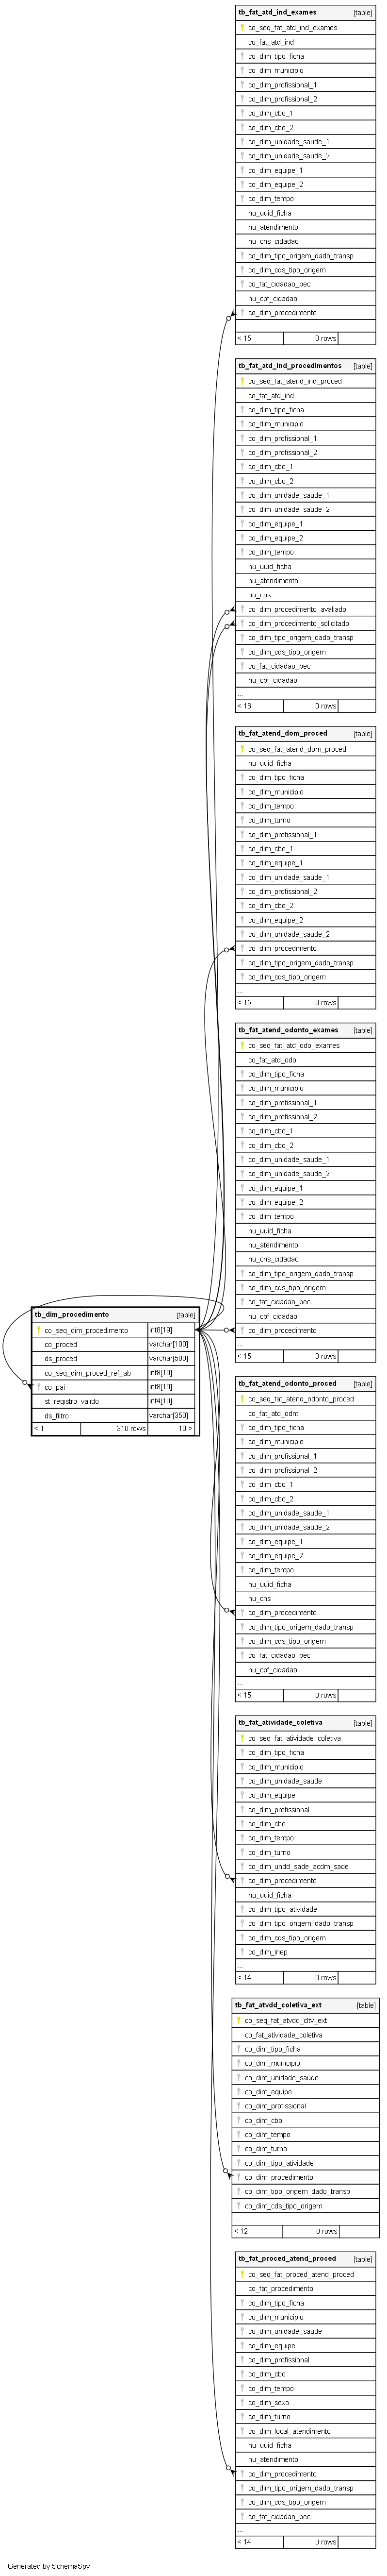 tb_fat_atd_ind_exames [table]
co_seq_fat_atd_ind_exames
co_fat_atd_ind
co_dim_tipo_ficha
co_dim_municipio
co_dim_profissional_1
co_dim_profissional_2
co_dim_cbo_1
co_dim_cbo_2
co_dim_unidade_saude_1
co_dim_unidade_saude_2
co_dim_equipe_1
co_dim_equipe_2
co_dim_tempo
nu_uuid_ficha
nu_atendimento
nu_cns_cidadao
co_dim_tipo_origem_dado_transp
co_dim_cds_tipo_origem
co_fat_cidadao_pec
nu_cpf_cidadao
co_dim_procedimento
...
< 15 0 rows
tb_fat_atd_ind_procedimentos [table]
co_seq_fat_atend_ind_proced
co_fat_atd_ind
co_dim_tipo_ficha
co_dim_municipio
co_dim_profissional_1
co_dim_profissional_2
co_dim_cbo_1
co_dim_cbo_2
co_dim_unidade_saude_1
co_dim_unidade_saude_2
co_dim_equipe_1
co_dim_equipe_2
co_dim_tempo
nu_uuid_ficha
nu_atendimento
nu_cns
co_dim_procedimento_avaliado
co_dim_procedimento_solicitado
co_dim_tipo_origem_dado_transp
co_dim_cds_tipo_origem
co_fat_cidadao_pec
nu_cpf_cidadao
...
< 16 0 rows
tb_fat_atend_dom_proced [table]
co_seq_fat_atend_dom_proced
nu_uuid_ficha
co_dim_tipo_ficha
co_dim_municipio
co_dim_tempo
co_dim_turno
co_dim_profissional_1
co_dim_cbo_1
co_dim_equipe_1
co_dim_unidade_saude_1
co_dim_profissional_2
co_dim_cbo_2
co_dim_equipe_2
co_dim_unidade_saude_2
co_dim_procedimento
co_dim_tipo_origem_dado_transp
co_dim_cds_tipo_origem
...
< 15 0 rows
tb_fat_atend_odonto_exames [table]
co_seq_fat_atd_odo_exames
co_fat_atd_odo
co_dim_tipo_ficha
co_dim_municipio
co_dim_profissional_1
co_dim_profissional_2
co_dim_cbo_1
co_dim_cbo_2
co_dim_unidade_saude_1
co_dim_unidade_saude_2
co_dim_equipe_1
co_dim_equipe_2
co_dim_tempo
nu_uuid_ficha
nu_atendimento
nu_cns_cidadao
co_dim_tipo_origem_dado_transp
co_dim_cds_tipo_origem
co_fat_cidadao_pec
nu_cpf_cidadao
co_dim_procedimento
...
< 15 0 rows
tb_dim_procedimento [table]
co_seq_dim_procedimento int8[19]
co_proced varchar[100]
ds_proced varchar[500]
co_seq_dim_proced_ref_ab int8[19]
co_pai int8[19]
st_registro_valido int4[10]
ds_filtro varchar[350]
< 1 310 rows 10 >
tb_fat_atend_odonto_proced [table]
co_seq_fat_atend_odonto_proced
co_fat_atd_odnt
co_dim_tipo_ficha
co_dim_municipio
co_dim_profissional_1
co_dim_profissional_2
co_dim_cbo_1
co_dim_cbo_2
co_dim_unidade_saude_1
co_dim_unidade_saude_2
co_dim_equipe_1
co_dim_equipe_2
co_dim_tempo
nu_uuid_ficha
nu_cns
co_dim_procedimento
co_dim_tipo_origem_dado_transp
co_dim_cds_tipo_origem
co_fat_cidadao_pec
nu_cpf_cidadao
...
< 15 0 rows
tb_fat_atividade_coletiva [table]
co_seq_fat_atividade_coletiva
co_dim_tipo_ficha
co_dim_municipio
co_dim_unidade_saude
co_dim_equipe
co_dim_profissional
co_dim_cbo
co_dim_tempo
co_dim_turno
co_dim_undd_sade_acdm_sade
co_dim_procedimento
nu_uuid_ficha
co_dim_tipo_atividade
co_dim_tipo_origem_dado_transp
co_dim_cds_tipo_origem
co_dim_inep
...
< 14 0 rows
tb_fat_atvdd_coletiva_ext [table]
co_seq_fat_atvdd_cltv_ext
co_fat_atividade_coletiva
co_dim_tipo_ficha
co_dim_municipio
co_dim_unidade_saude
co_dim_equipe
co_dim_profissional
co_dim_cbo
co_dim_tempo
co_dim_turno
co_dim_tipo_atividade
co_dim_procedimento
co_dim_tipo_origem_dado_transp
co_dim_cds_tipo_origem
...
< 12 0 rows
tb_fat_proced_atend_proced [table]
co_seq_fat_proced_atend_proced
co_fat_procedimento
co_dim_tipo_ficha
co_dim_municipio
co_dim_unidade_saude
co_dim_equipe
co_dim_profissional
co_dim_cbo
co_dim_tempo
co_dim_sexo
co_dim_turno
co_dim_local_atendimento
nu_uuid_ficha
nu_atendimento
co_dim_procedimento
co_dim_tipo_origem_dado_transp
co_dim_cds_tipo_origem
co_fat_cidadao_pec
...
< 14 0 rows
Generated by SchemaSpy